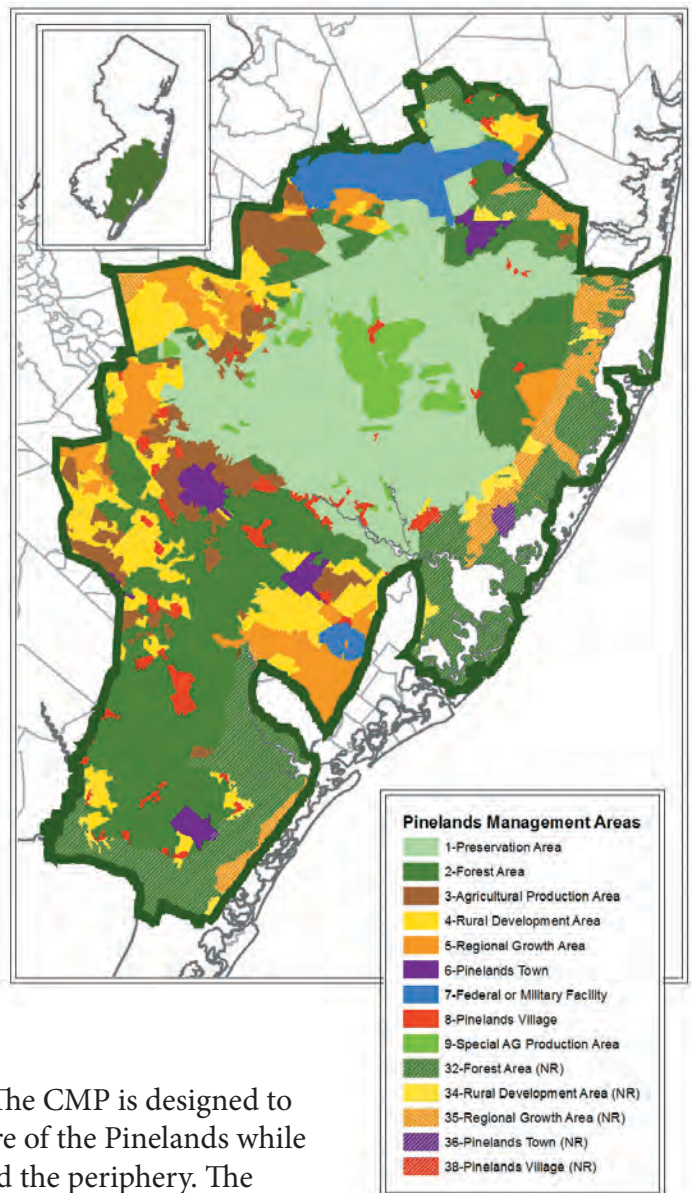 Pinelands Management Areas
1-Preservation Area
2-Forest Area
3-Agricultural Production Area
4-Rural Development Area
5-Regional Growth Area
6-Pinelands Town
7-Federal or Military Facility
8-Pinelands Village
9-Special AG Production Area
32-Forest Area (NR)
34-Rural Development Area (NR)
35-Regional Growth Area (NR)
36-Pinelands Town (NR)
38-Pinelands Village (NR)
The CMP is designed to
re of the Pinelands while
d the periphery. The